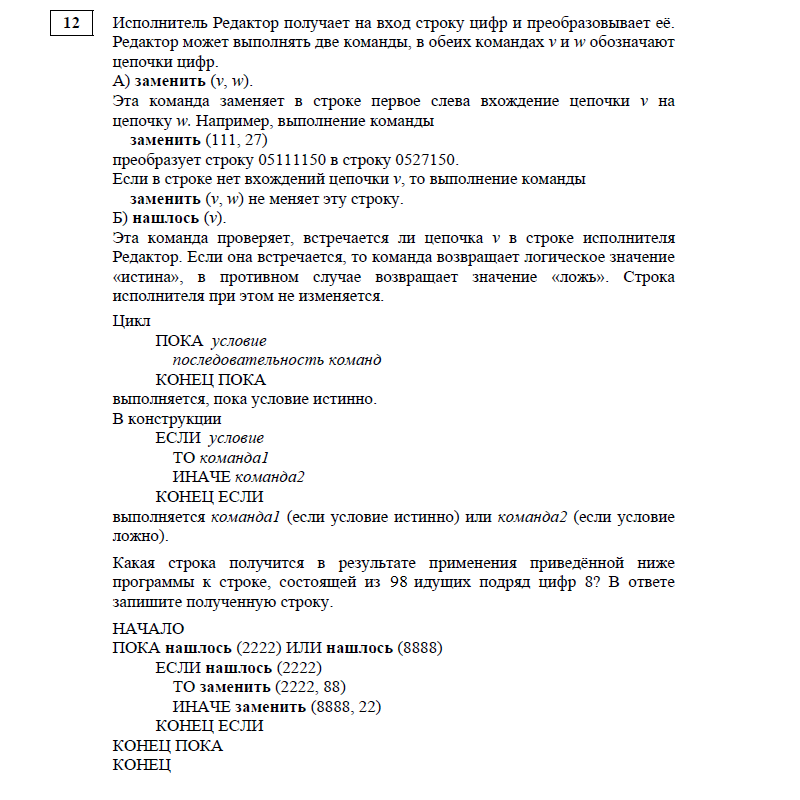 12
Исполнитель Редактор получает на вход строку цифр и преобразовывает её.
Редактор может выполнять две команды, в обеих командах v и w обозначают
цепочки цифр.
А) заменить (v, w).
Эта команда заменяет в строке первое слева вхождение цепочки v на
цепочку w. Например, выполнение команды
заменить (111, 27)
преобразует строку 05111150 в строку 0527150.
Если в строке нет вхождений цепочки v, то выполнение команды
заменить (v, w) не меняет эту строку.
Б) нашлось (v).
Эта команда проверяет, встречается ли цепочка v в строке исполнителя
Редактор. Если она встречается, то команда возвращает логическое значение
«истина», в противном случае возвращает значение «ложь». Строка
исполнителя при этом не изменяется.
Цикл
ПОКА условие
последовательность команд
КОНЕЦ ПОКА
выполняется, пока условие истинно.
В конструкции
ЕСЛИ условие
ТО команда1
ИНАЧЕ команда2
КОНЕЦ ЕСЛИ
выполняется команда1 (если условие истинно) или команда2 (если условие
ложно).
Какая строка получится в результате применения приведённой ниже
программы к строке, состоящей из 98 идущих подряд цифр 8? В ответе
запишите полученную строку.
НАЧАЛО
ПОКА нашлось (2222) ИЛИ нашлось (8888)
ЕСЛИ нашлось (2222)
ТО заменить (2222, 88)
ИНАЧЕ заменить (8888, 22)
КОНЕЦ ЕСЛИ
КОНЕЦ ПОКА
КОНЕЦ